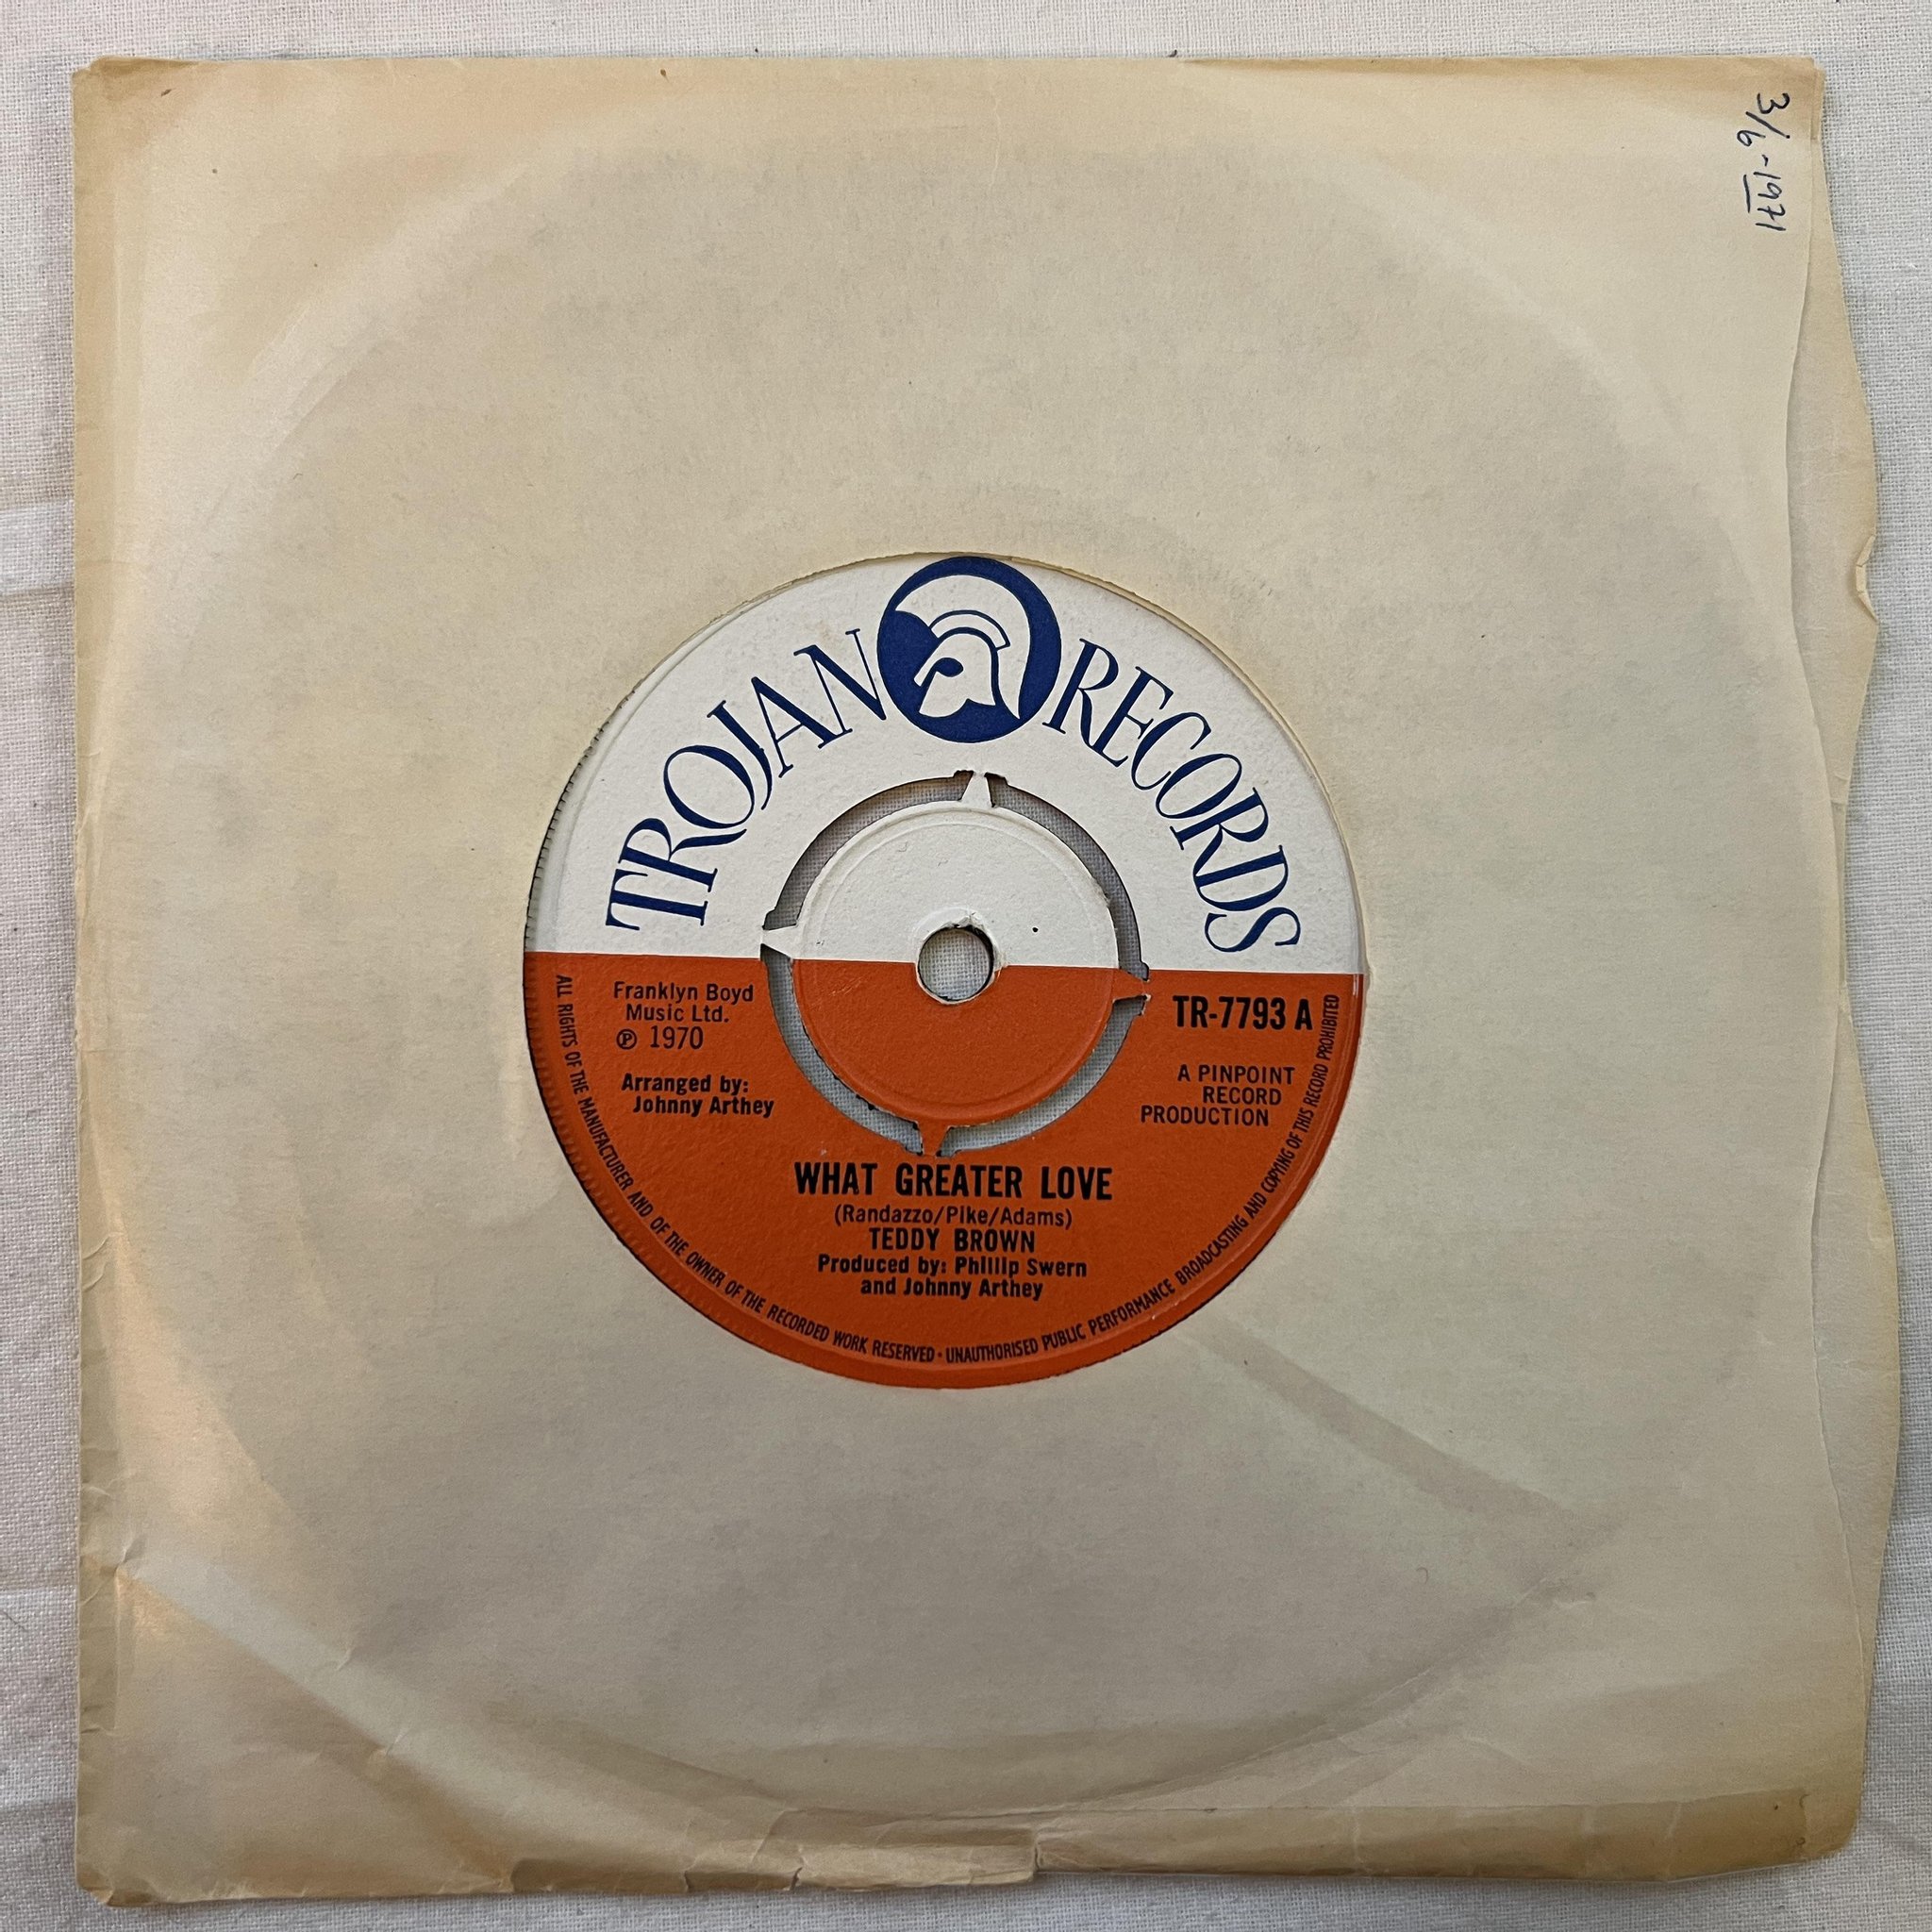 3/6-1971
TROJAN RECORDS
Franklyn Boyd
Music Ltd.
℗ 1970
Arranged by:
Johnny Arthey
TR-7793 A
A PINPOINT
RECORD
PRODUCTION
WHAT GREATER LOVE
(Randazzo/Pike/Adams)
TEDDY BROWN
Produced by: Phillip Swern
and Johnny Arthey
ALL RIGHTS OF THE MANUFACTURER AND OF THE OWNER OF THE RECORDED WORK RESERVED • UNAUTHORISED PUBLIC PERFORMANCE BROADCASTING AND COPYING OF THIS RECORD PROHIBITED